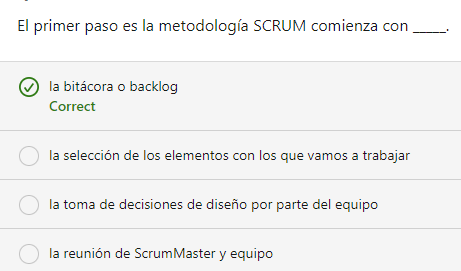 El primer paso es la metodología SCRUM comienza con _____.
la bitácora o backlog
Correct
la selección de los elementos con los que vamos a trabajar
la toma de decisiones de diseño por parte del equipo
la reunión de ScrumMaster y equipo